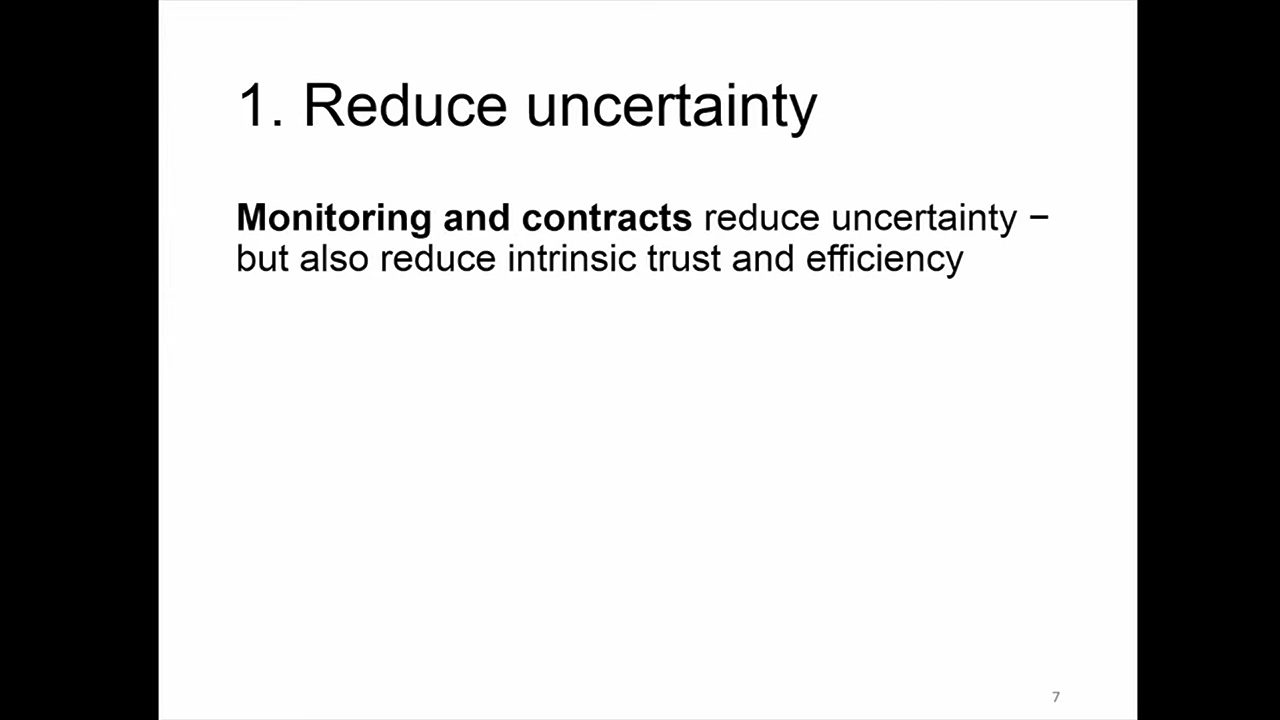 1. Reduce uncertainty
Monitoring and contracts reduce uncertainty −
but also reduce intrinsic trust and efficiency
7